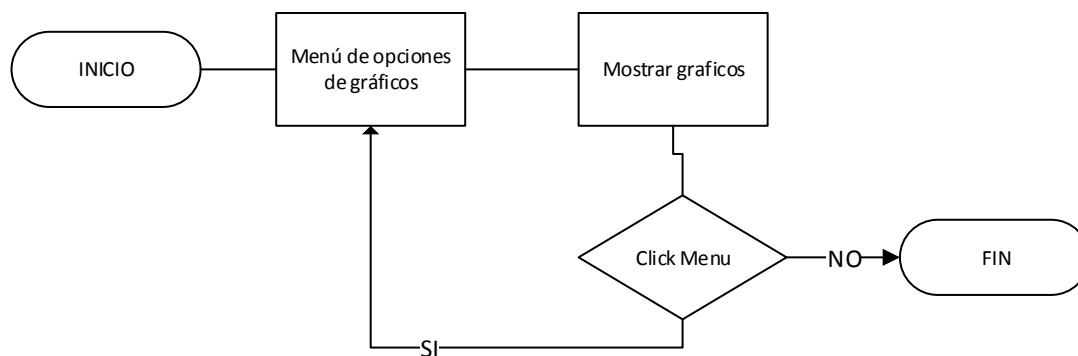 INICIO
Menú de opciones
de gráficos
Mostrar graficos
Click Menu
NO
FIN
SI